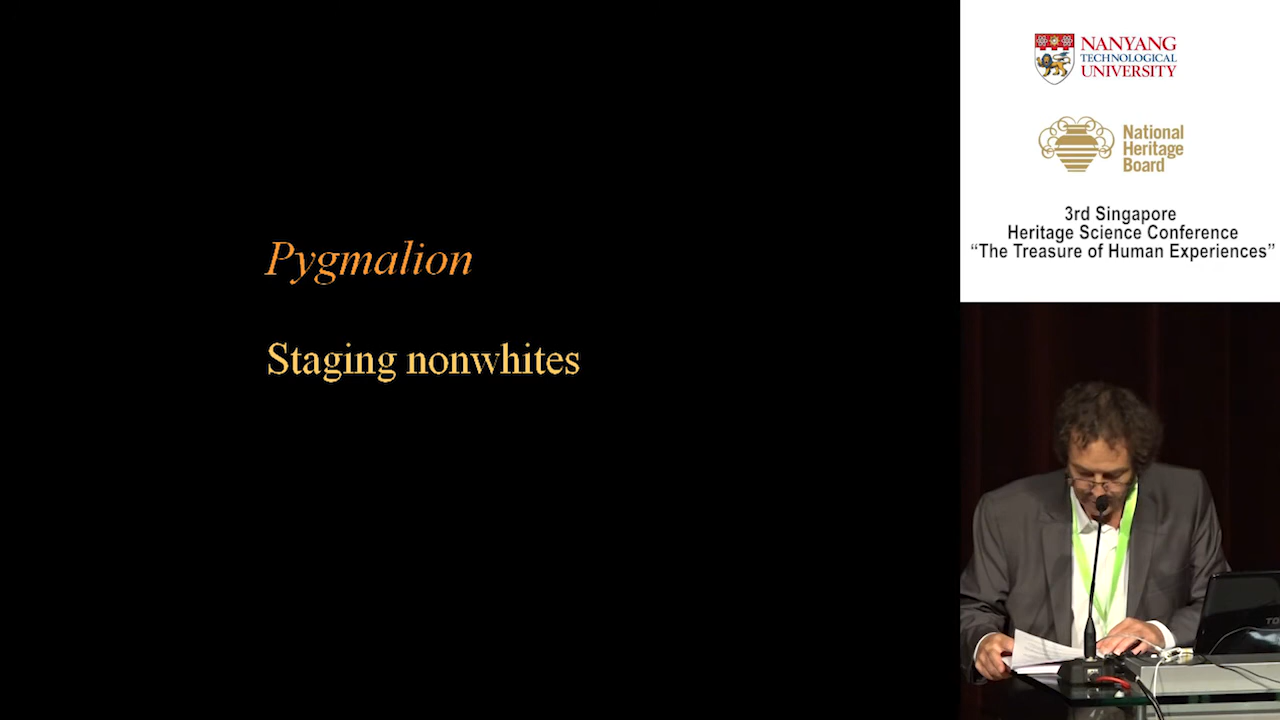 Pygmalion
Staging nonwhites
NANYANG
TECHNOLOGICAL
UNIVERSITY
National
Heritage
Board
3rd Singapore
Heritage Science Conference
“The Treasure of Human Experiences”